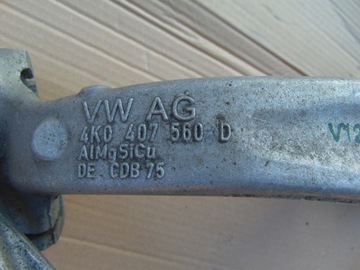 VW AG
4K0 407 560 D
AlMgSiCu
DE CDB 75